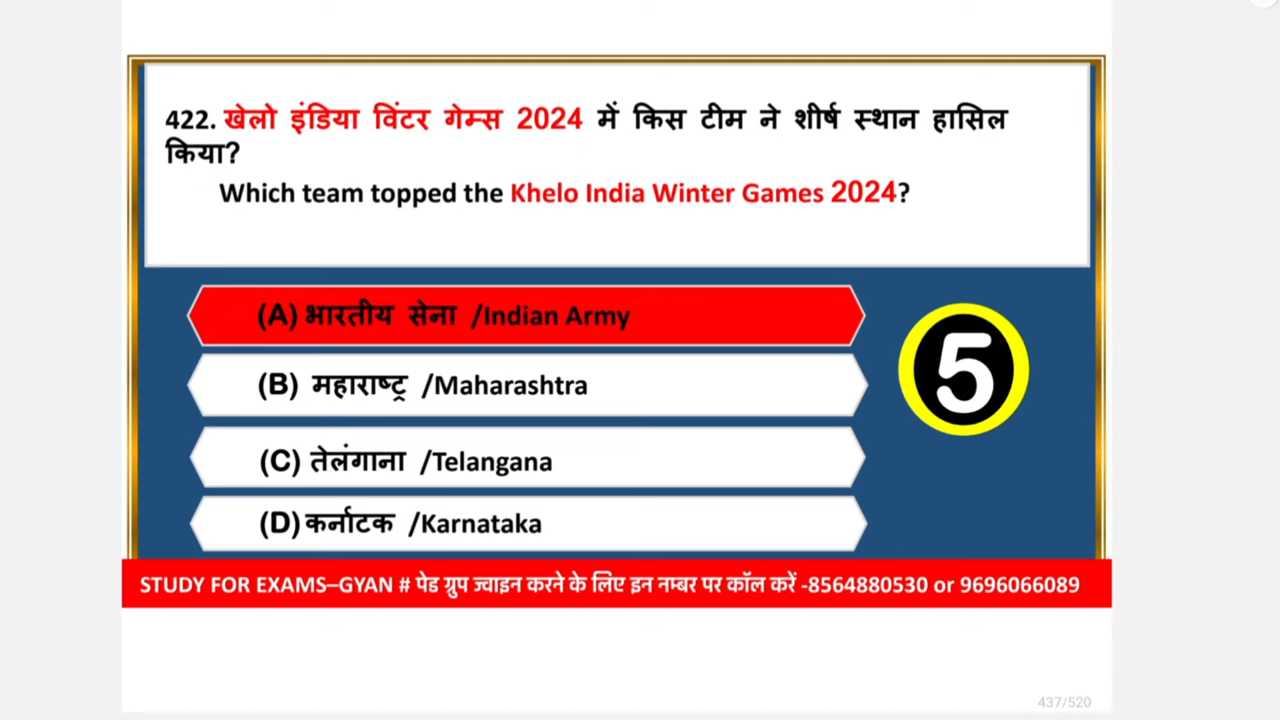 422. खेलो इंडिया विंटर गेम्स 2024 में किस टीम ने शीर्ष स्थान हासिल
किया?
Which team topped the Khelo India Winter Games 2024?
(A) भारतीय सेना /Indian Army
(B) महाराष्ट्र /Maharashtra
5
(C) तेलंगाना /Telangana
(D) कर्नाटक /Karnataka
STUDY FOR EXAMS–GYAN # पेड ग्रुप ज्वाइन करने के लिए इन नम्बर पर कॉल करें -8564880530 or 9696066089
437/520